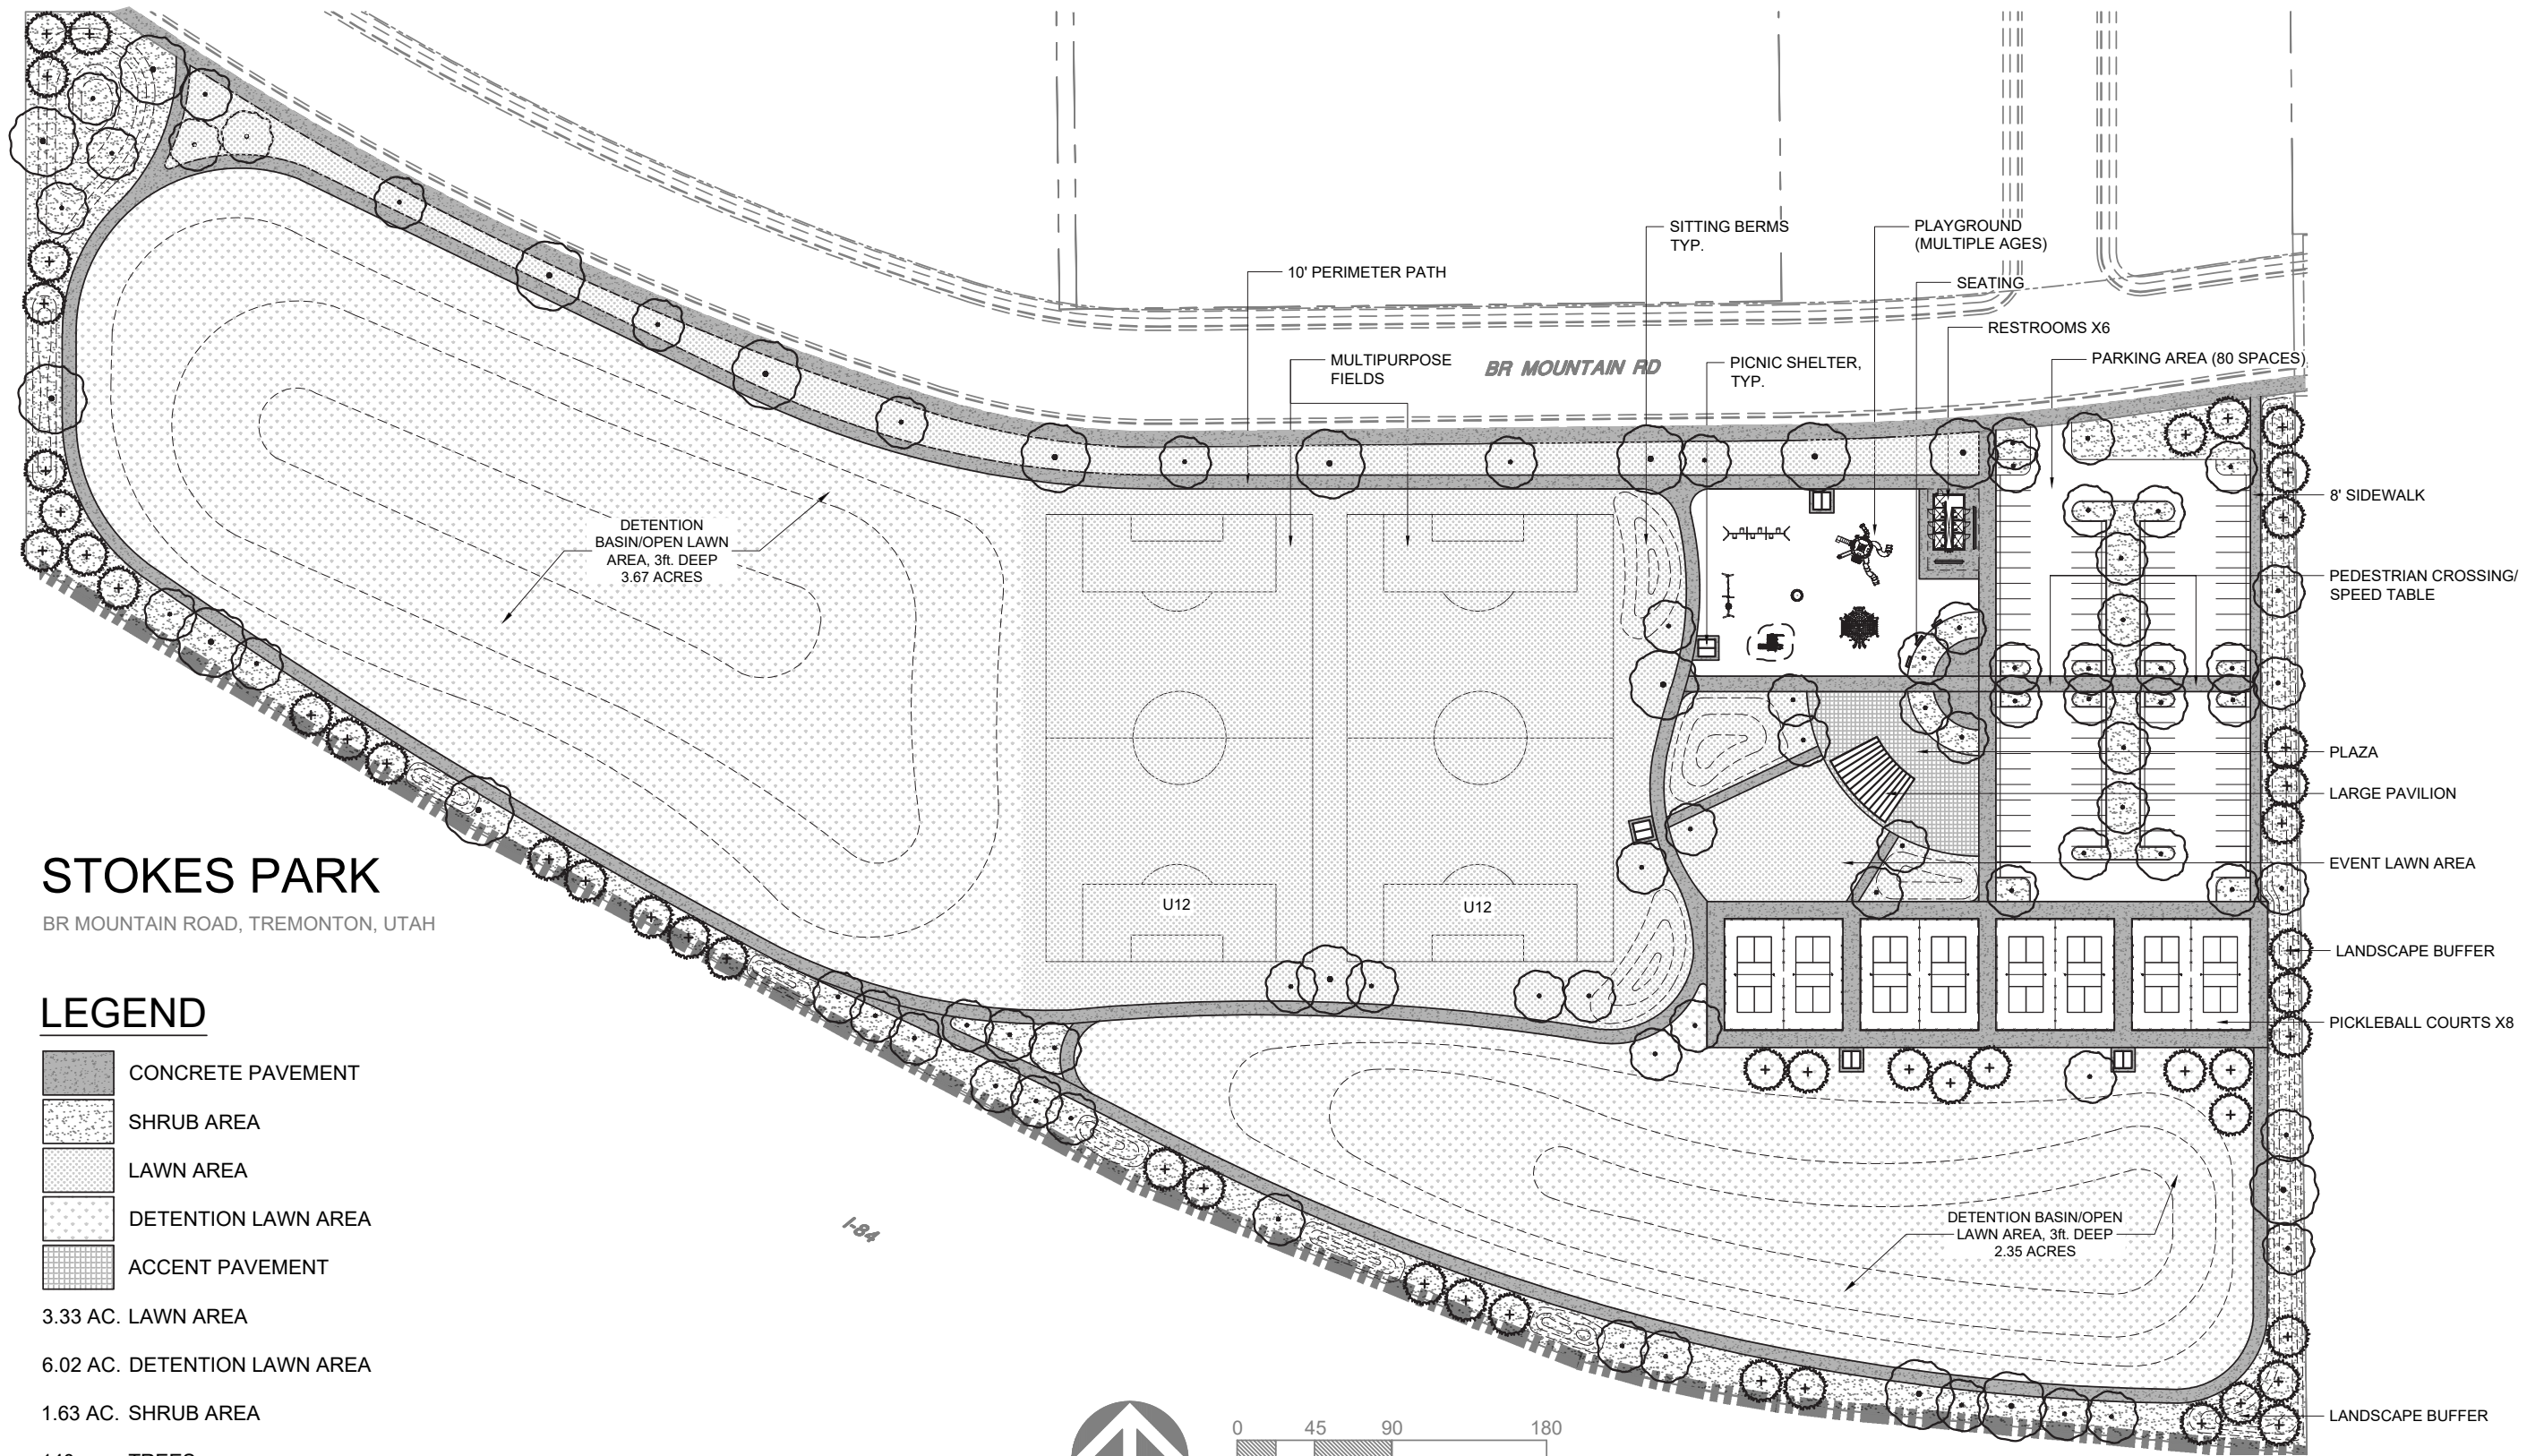 SITTING BERMS
TYP.
PLAYGROUND
(MULTIPLE AGES)
10' PERIMETER PATH
SEATING
RESTROOMS X6
MULTIPURPOSE
FIELDS
BR MOUNTAIN RD
PICNIC SHELTER,
TYP.
PARKING AREA (80 SPACES)
8' SIDEWALK
DETENTION
BASIN/OPEN LAWN
AREA, 3ft. DEEP
3.67 ACRES
PEDESTRIAN CROSSING/
SPEED TABLE
PLAZA
LARGE PAVILION
EVENT LAWN AREA
STOKES PARK
BR MOUNTAIN ROAD, TREMONTON, UTAH
U12
U12
LANDSCAPE BUFFER
PICKLEBALL COURTS X8
LEGEND
CONCRETE PAVEMENT
SHRUB AREA
LAWN AREA
DETENTION LAWN AREA
ACCENT PAVEMENT
3.33 AC. LAWN AREA
6.02 AC. DETENTION LAWN AREA
1.63 AC. SHRUB AREA
TREES
I-84
DETENTION BASIN/OPEN
LAWN AREA, 3ft. DEEP
2.35 ACRES
0 45 90 180
LANDSCAPE BUFFER